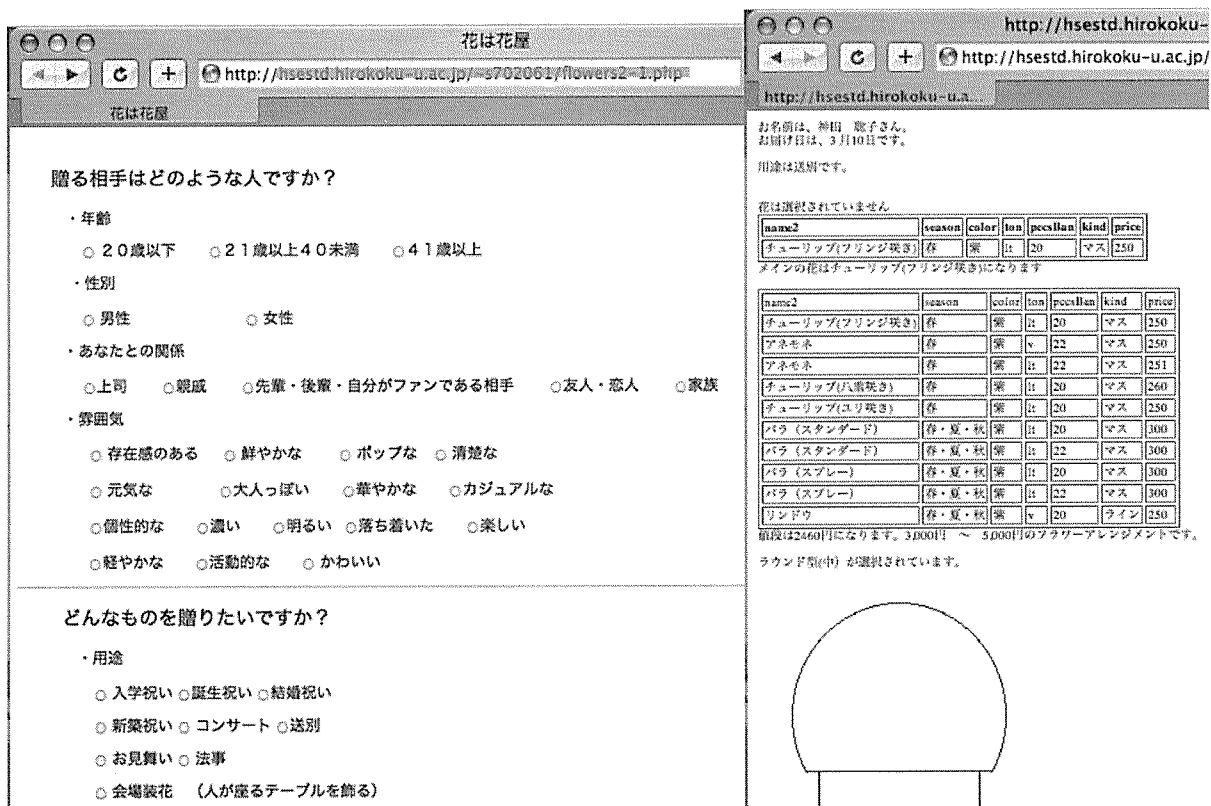 花は花屋
http://hsestd.hirokoku-u.ac.jp/~s702061/flowers2-1.php
花は花屋
贈る相手はどのような人ですか？
・年齢
２０歳以下 ２１歳以上４０未満 ４１歳以上
・性別
男性 女性
・あなたとの関係
上司 親戚 先輩・後輩・自分がファンである相手 友人・恋人 家族
・雰囲気
存在感のある 鮮やかな ポップな 清楚な
元気な 大人っぽい 華やかな カジュアルな
個性的な 濃い 明るい 落ち着いた 楽しい
軽やかな 活動的な かわいい
どんなものを贈りたいですか？
・用途
入学祝い 誕生祝い 結婚祝い
新築祝い コンサート 送別
お見舞い 法事
会場装花 （人が座るテーブルを飾る）
http://hsestd.hirokoku-
http://hsestd.hirokoku-u.ac.jp/
http://hsestd.hirokoku-u.a...
お名前は、神田 聡子さん。
お届け日は、3月10日です。
用途は送別です。
花は選択されていません
name2 season color ton pccsBan kind price
チューリップ(フリンジ咲き) 春 紫 lt 20 マス 250
メインの花はチューリップ(フリンジ咲き)になります
name2 season color ton pccsBan kind price
チューリップ(フリンジ咲き) 春 紫 lt 20 マス 250
アネモネ 春 紫 v 22 マス 250
アネモネ 春 紫 lt 22 マス 251
チューリップ(八重咲き) 春 紫 lt 20 マス 260
チューリップ(ユリ咲き) 春 紫 lt 20 マス 250
バラ（スタンダード） 春・夏・秋 紫 lt 20 マス 300
バラ（スタンダード） 春・夏・秋 紫 lt 22 マス 300
バラ（スプレー） 春・夏・秋 紫 lt 20 マス 300
バラ（スプレー） 春・夏・秋 紫 lt 22 マス 300
リンドウ 春・夏・秋 紫 v 20 ライン 250
値段は2460円になります。3,000円 〜 5,000円のフラワーアレンジメントです。
ラウンド型(中) が選択されています。